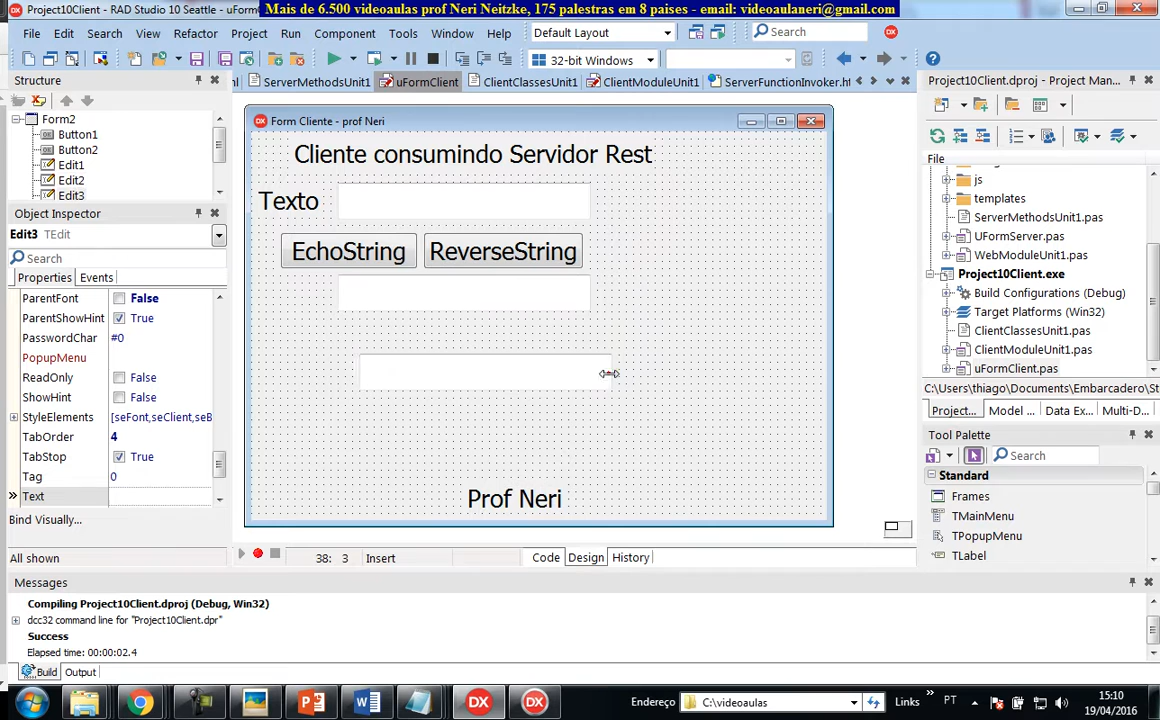 Project10Client - RAD Studio 10 Seattle - uForm
Mais de 6.500 videoaulas prof Neri Neitzke, 175 palestras em 8 paises - email: videoaulaneri@gmail.com
File Edit Search View Refactor Project Run Component Tools Window Help
Default Layout
Search
32-bit Windows
Structure
ServerMethodsUnit1 uFormClient ClientClassesUnit1 ClientModuleUnit1 ServerFunctionInvoker.ht
Project10Client.dproj - Project Man...
Form2
Button1
Button2
Edit1
Edit2
Edit3
Object Inspector
Edit3 TEdit
Search
Properties Events
ParentFont False
ParentShowHint True
PasswordChar #0
PopupMenu
ReadOnly False
ShowHint False
StyleElements [seFont,seClient,seB
TabOrder 4
TabStop True
Tag 0
Text
Bind Visually...
All shown
Form Cliente - prof Neri
Cliente consumindo Servidor Rest
Texto
EchoString ReverseString
Prof Neri
38: 3 Insert
Code Design History
File
js
templates
ServerMethodsUnit1.pas
UFormServer.pas
WebModuleUnit1.pas
Project10Client.exe
Build Configurations (Debug)
Target Platforms (Win32)
ClientClassesUnit1.pas
ClientModuleUnit1.pas
uFormClient.pas
C:\Users\thiago\Documents\Embarcadero\St
Project... Model ... Data Ex... Multi-D...
Tool Palette
Search
Standard
Frames
TMainMenu
TPopupMenu
TLabel
Messages
Compiling Project10Client.dproj (Debug, Win32)
dcc32 command line for "Project10Client.dpr"
Success
Elapsed time: 00:00:02.4
Build Output
Endereço C:\videoaulas Links » PT
15:10
19/04/2016